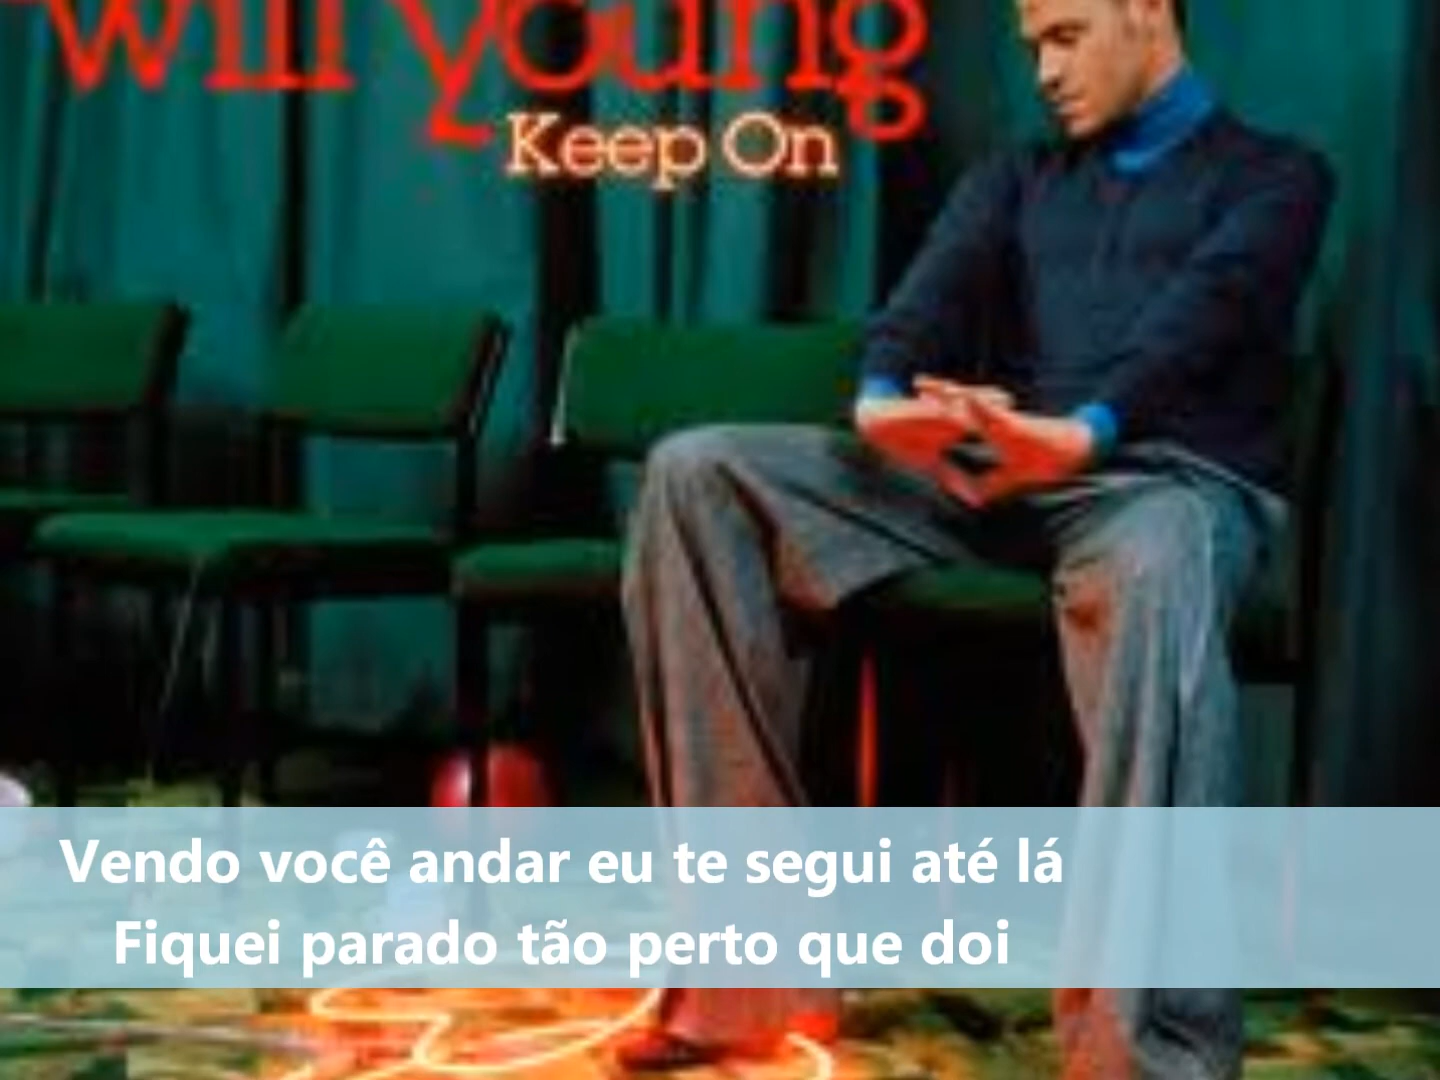 will young
Keep On
Vendo você andar eu te segui até lá
Fiquei parado tão perto que doi